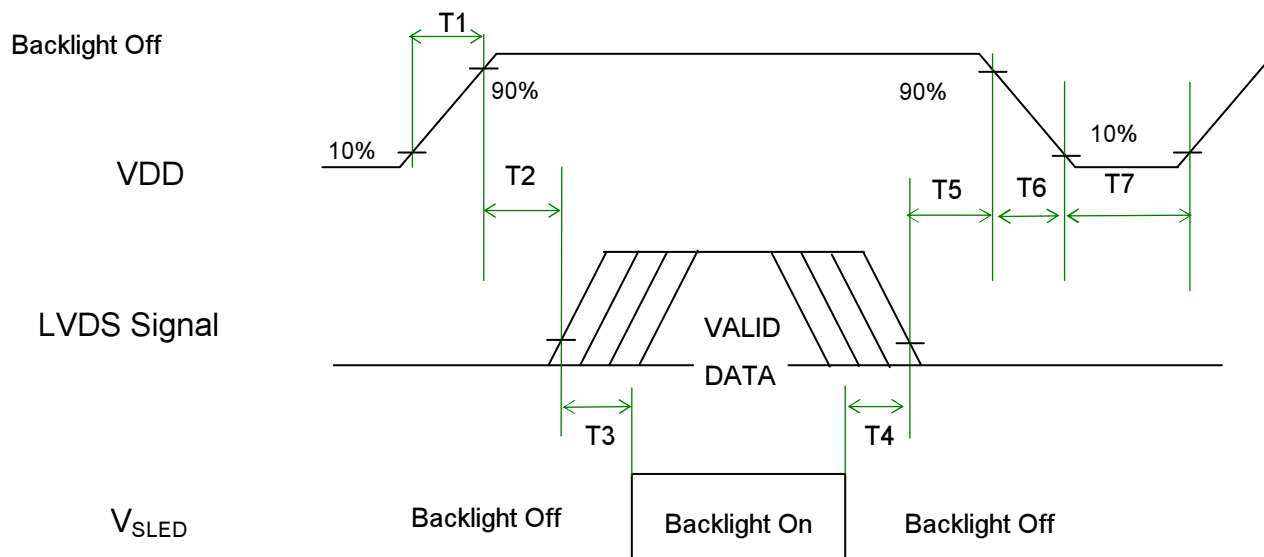 T1
Backlight Off
90%
90%
10%
10%
VDD
T2
T5
T6
T7
LVDS Signal
VALID
DATA
T3
T4
VSLED
Backlight Off
Backlight On
Backlight Off